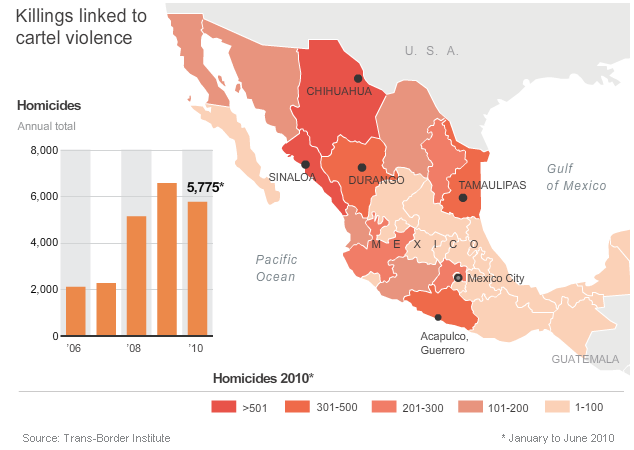 Killings linked to
cartel violence
Homicides
Annual total
8,000
6,000
4,000
2,000
0
5,775*
'06
'08
'10
U. S. A.
CHIHUAHUA
SINALOA
DURANGO
TAMAULIPAS
Gulf
of Mexico
MEXICO
Pacific
Ocean
Mexico City
Acapulco,
Guerrero
GUATEMALA
Homicides 2010*
>501
301-500
201-300
101-200
1-100
Source: Trans-Border Institute
* January to June 2010